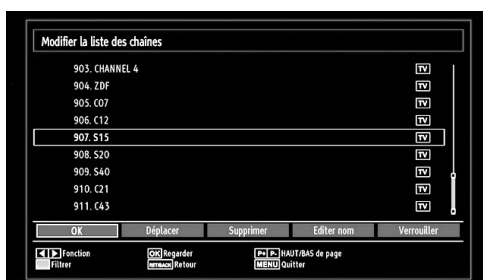 Modifier la liste des chaînes
903. CHANNEL 4 TV
904. ZDF TV
905. C07 TV
906. C12 TV
907. S15 TV
908. S20 TV
909. S40 TV
910. C21 TV
911. C43 TV
OK Déplacer Supprimer Editer nom Verrouiller
Fonction OK Regarder P+ P- HAUT/BAS de page
Filtrer RET/BACK Retour MENU Quitter